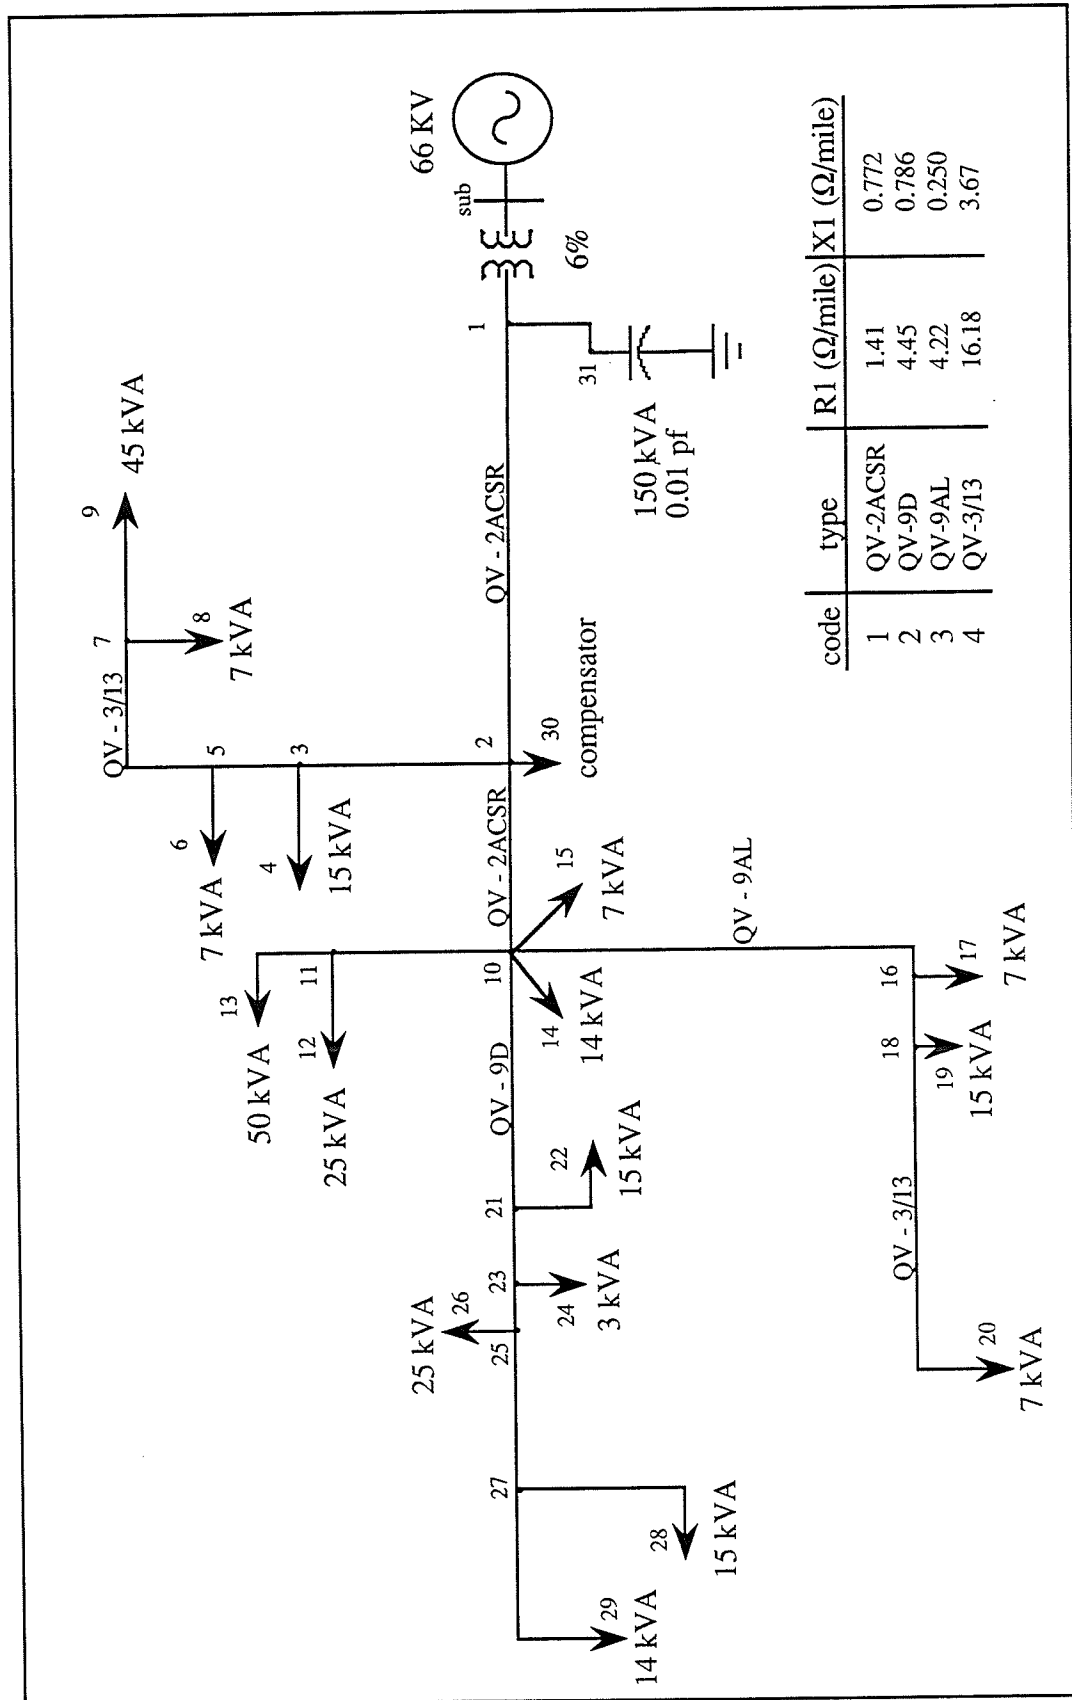 66 KV
sub
6%
1
31
150 kVA
0.01 pf
QV - 2ACSR
45 kVA
9
7
8
7 kVA
QV - 3/13
5
3
6
7 kVA
4
15 kVA
2
30
compensator
QV - 2ACSR
15
7 kVA
10
14
14 kVA
11
13
50 kVA
12
25 kVA
QV - 9AL
16
17
7 kVA
18
19
15 kVA
QV - 3/13
20
7 kVA
QV - 9D
21
22
15 kVA
23
24
3 kVA
25
26
25 kVA
27
28
15 kVA
29
14 kVA
code type R1 (Ω/mile) X1 (Ω/mile)
1 QV-2ACSR 1.41 0.772
2 QV-9D 4.45 0.786
3 QV-9AL 4.22 0.250
4 QV-3/13 16.18 3.67